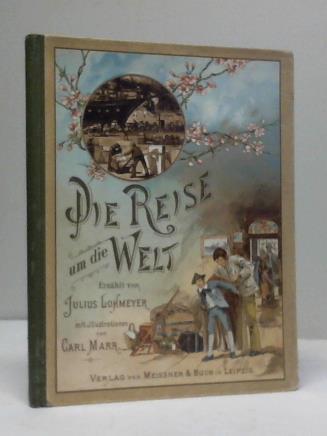 DIE REISE
um die
WELT
Erzählt von
JULIUS LOHMEYER
mit Illustrationen
von
CARL MARR
VERLAG VON MEISSNER & BUCH IN LEIPZIG